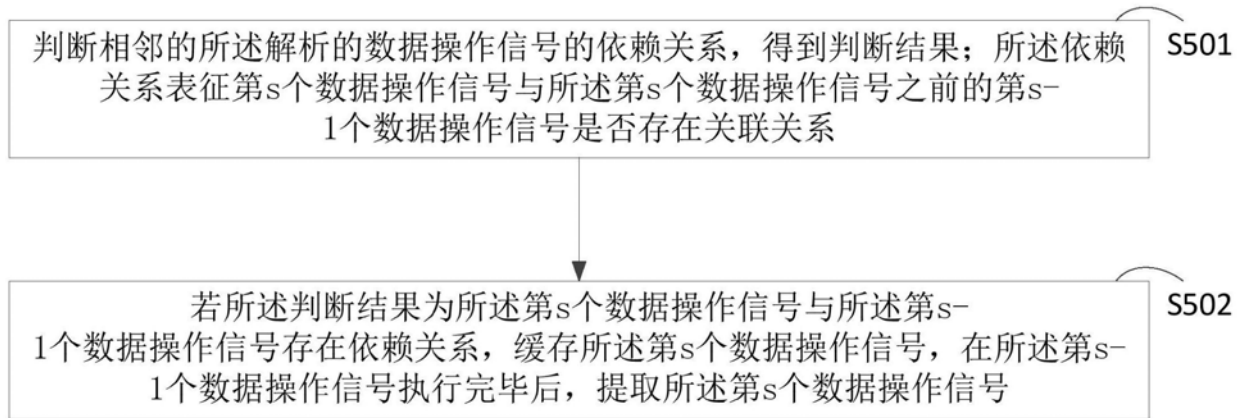 判断相邻的所述解析的数据操作信号的依赖关系，得到判断结果；所述依赖
关系表征第s个数据操作信号与所述第s个数据操作信号之前的第s-
1个数据操作信号是否存在关联关系
S501
若所述判断结果为所述第s个数据操作信号与所述第s-
1个数据操作信号存在依赖关系，缓存所述第s个数据操作信号，在所述第s-
1个数据操作信号执行完毕后，提取所述第s个数据操作信号
S502